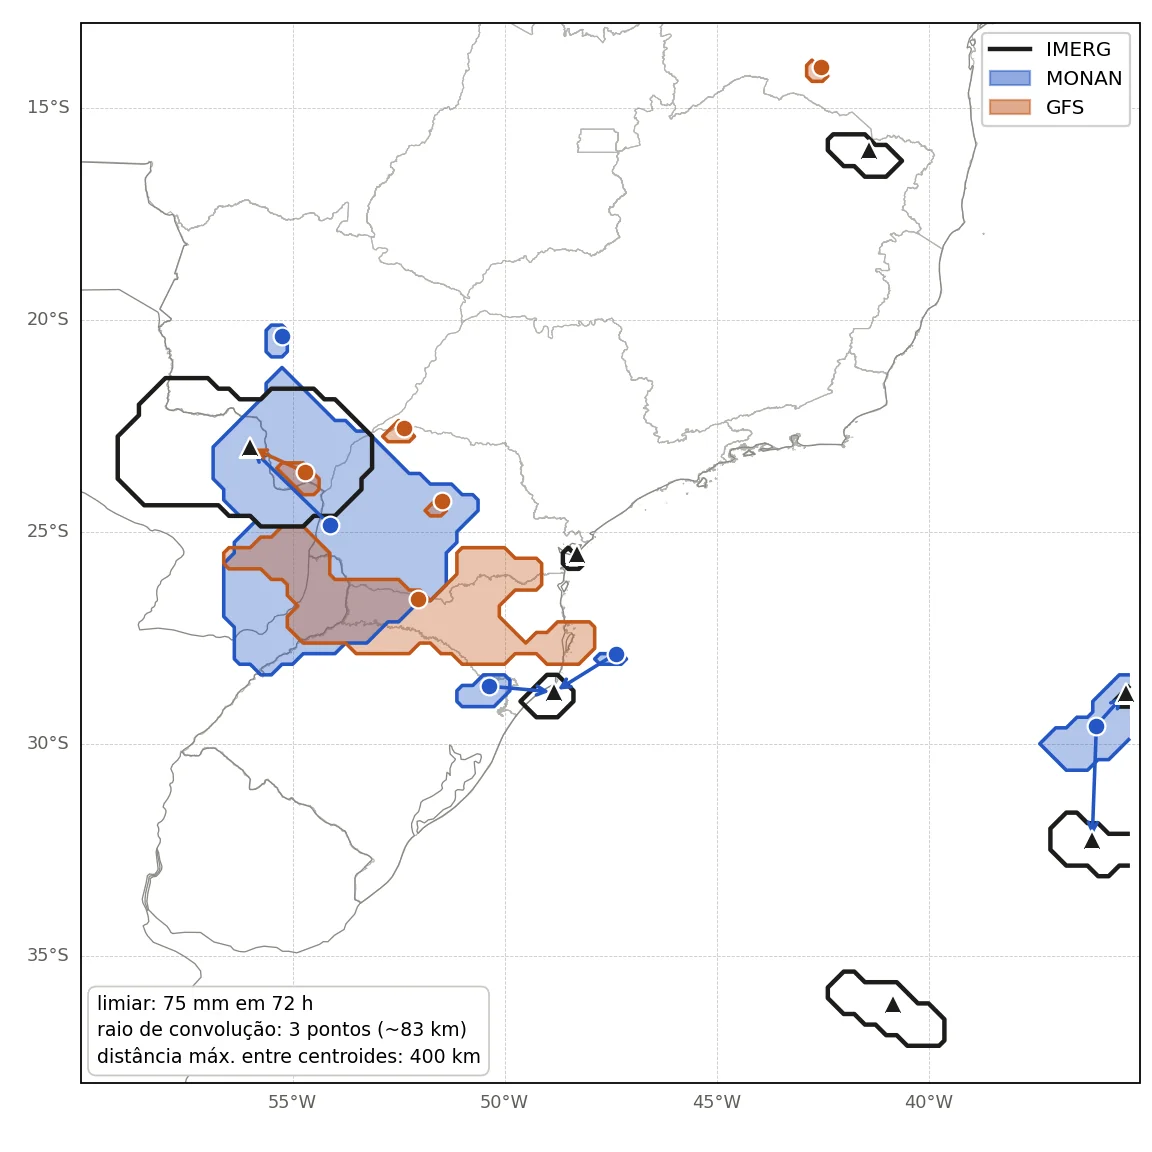 IMERG
MONAN
GFS
15°S
20°S
25°S
30°S
35°S
limiar: 75 mm em 72 h
raio de convolução: 3 pontos (~83 km)
distância máx. entre centroides: 400 km
55°W
50°W
45°W
40°W